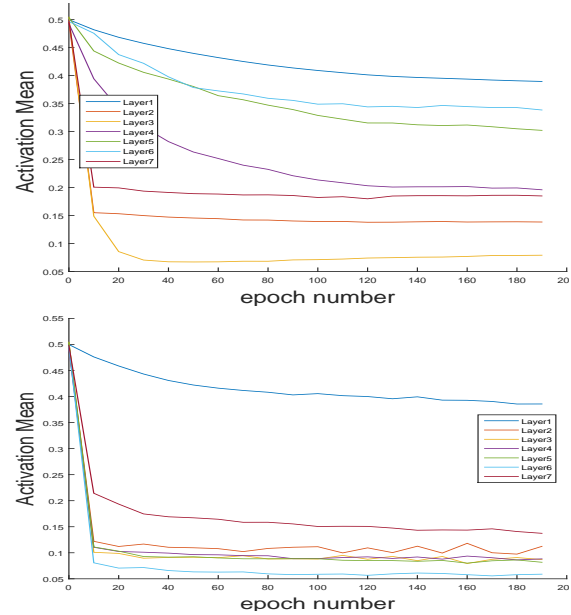 0.5
0.45
0.4
0.35
0.3
0.25
0.2
0.15
0.1
0.05
Activation Mean
Layer1
Layer2
Layer3
Layer4
Layer5
Layer6
Layer7
0 20 40 60 80 100 120 140 160 180 20
epoch number
0.55
0.5
0.45
0.4
0.35
0.3
0.25
0.2
0.15
0.1
0.05
Activation Mean
Layer1
Layer2
Layer3
Layer4
Layer5
Layer6
Layer7
0 20 40 60 80 100 120 140 160 180 20
epoch number